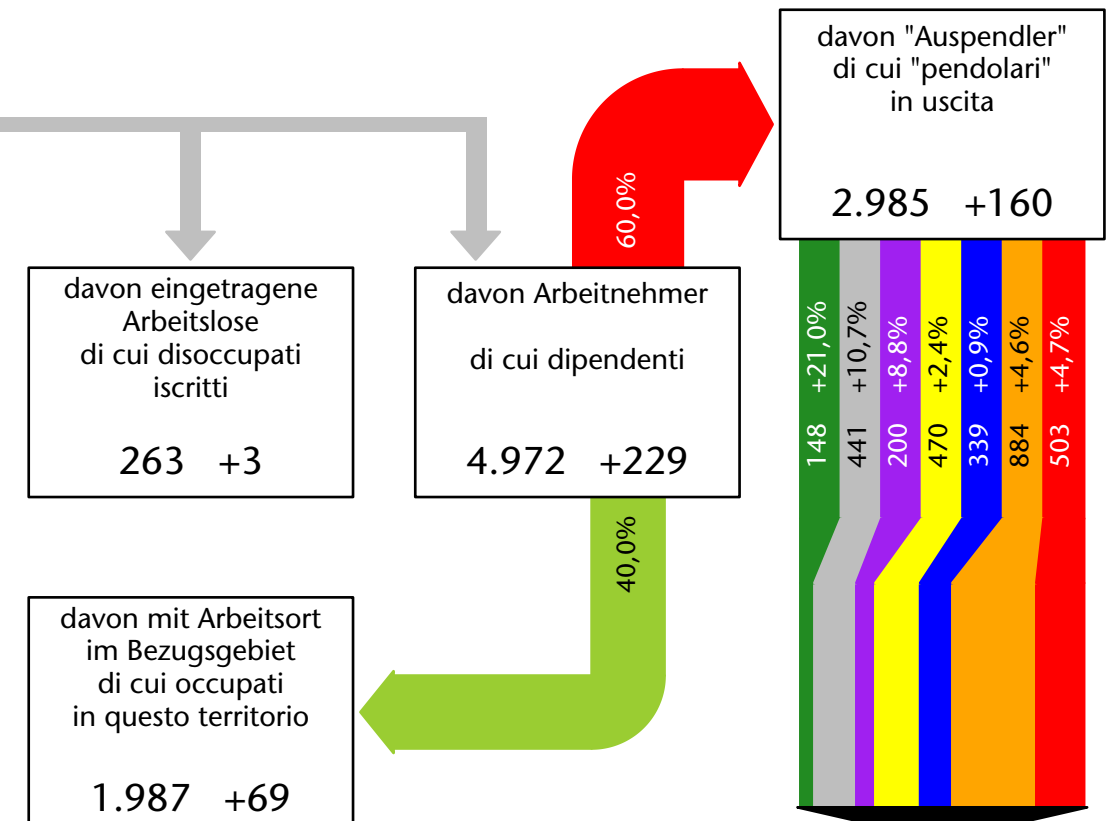 davon "Auspendler"
di cui "pendolari"
in uscita
2.985 +160
60,0%
davon eingetragene
Arbeitslose
di cui disoccupati
iscritti
263 +3
davon Arbeitnehmer
di cui dipendenti
4.972 +229
148 +21,0%
441 +10,7%
200 +8,8%
470 +2,4%
339 +0,9%
884 +4,6%
503 +4,7%
40,0%
davon mit Arbeitsort
im Bezugsgebiet
di cui occupati
in questo territorio
1.987 +69